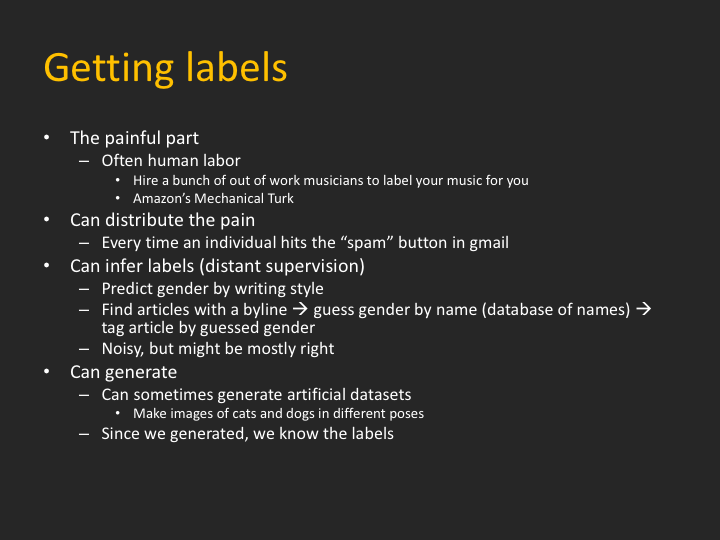 Getting labels
• The painful part
– Often human labor
• Hire a bunch of out of work musicians to label your music for you
• Amazon’s Mechanical Turk
• Can distribute the pain
– Every time an individual hits the “spam” button in gmail
• Can infer labels (distant supervision)
– Predict gender by writing style
– Find articles with a byline → guess gender by name (database of names) →
tag article by guessed gender
– Noisy, but might be mostly right
• Can generate
– Can sometimes generate artificial datasets
• Make images of cats and dogs in different poses
– Since we generated, we know the labels